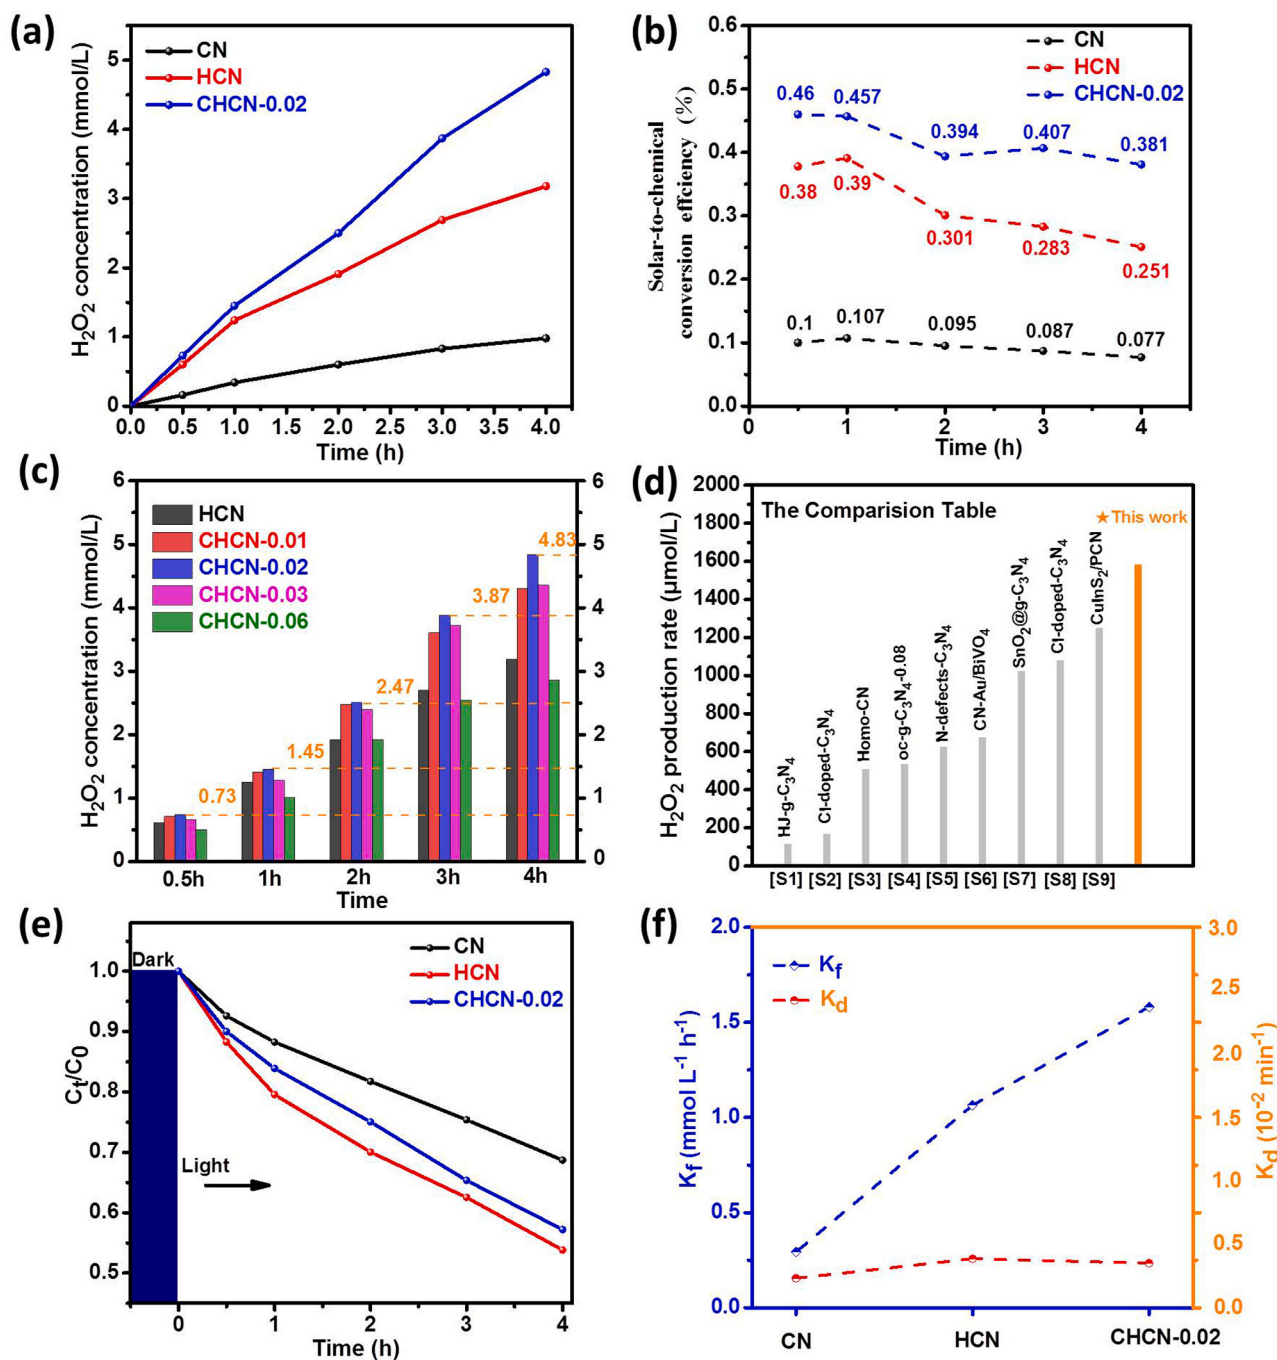 (a)
CN
HCN
CHCN-0.02
H₂O₂ concentration (mmol/L)
5
4
3
2
1
0
0.0 0.5 1.0 1.5 2.0 2.5 3.0 3.5 4.0
Time (h)
(b)
CN
HCN
CHCN-0.02
Solar-to-chemical
conversion effciency (%)
0.6
0.5
0.4
0.3
0.2
0.1
0.0
0.46 0.457 0.394 0.407 0.381
0.38 0.39 0.301 0.283 0.251
0.1 0.107 0.095 0.087 0.077
0 1 2 3 4
Time (h)
(c)
HCN
CHCN-0.01
CHCN-0.02
CHCN-0.03
CHCN-0.06
H₂O₂ concentration (mmol/L)
6
5
4
3
2
1
0
0.73
1.45
2.47
3.87
4.83
6
5
4
3
2
1
0
0.5h 1h 2h 3h 4h
Time
(d)
The Comparision Table
★This work
H₂O₂ production rate (μmol/L)
2000
1800
1600
1400
1200
1000
800
600
400
200
0
HJ-g-C₃N₄
Cl-doped-C₃N₄
Homo-CN
oc-g-C₃N₄-0.08
N-defects-C₃N₄
CN-Au/BiVO₄
SnO₂@g-C₃N₄
Cl-doped-C₃N₄
CuInS₂/PCN
[S1] [S2] [S3] [S4] [S5] [S6] [S7] [S8] [S9]
(e)
Dark
CN
HCN
CHCN-0.02
Cₜ/C₀
1.0
0.9
0.8
0.7
0.6
0.5
Light
0 1 2 3 4
Time (h)
(f)
K_f
K_d
K_f (mmol L⁻¹ h⁻¹)
2.0
1.5
1.0
0.5
0.0
K_d (10⁻² min⁻¹)
3.0
2.5
2.0
1.5
1.0
0.5
0.0
CN HCN CHCN-0.02